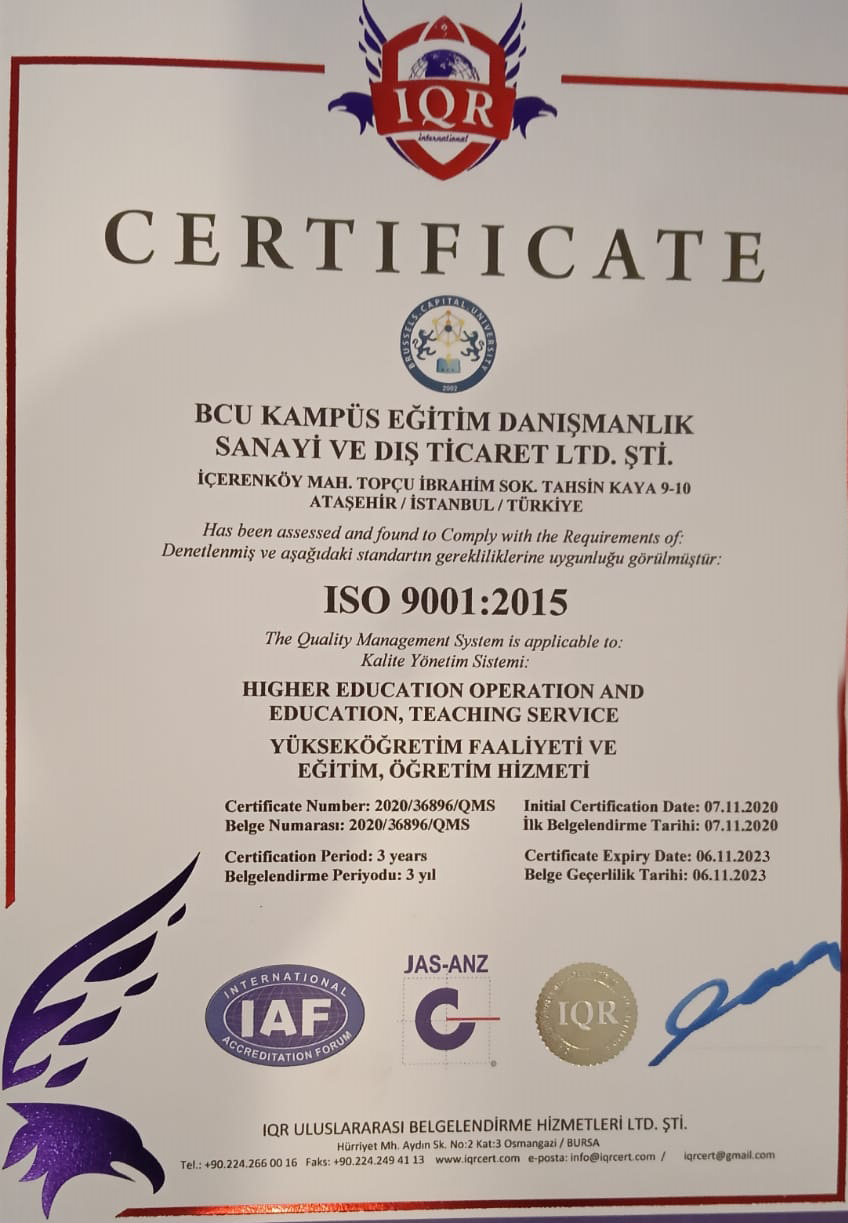 IQR
international
CERTIFICATE
BRUSSELS CAPITAL UNIVERSITY
2002
BCU KAMPÜS EĞİTİM DANIŞMANLIK
SANAYİ VE DIŞ TİCARET LTD. ŞTİ.
İÇERENKÖY MAH. TOPÇU İBRAHİM SOK. TAHSİN KAYA 9-10
ATAŞEHİR / İSTANBUL / TÜRKİYE
Has been assessed and found to Comply with the Requirements of:
Denetlenmiş ve aşağıdaki standartın gerekliliklerine uygunluğu görülmüştür:
ISO 9001:2015
The Quality Management System is applicable to:
Kalite Yönetim Sistemi:
HIGHER EDUCATION OPERATION AND
EDUCATION, TEACHING SERVICE
YÜKSEKÖĞRETİM FAALİYETİ VE
EĞİTİM, ÖĞRETİM HİZMETİ
Certificate Number: 2020/36896/QMS Initial Certification Date: 07.11.2020
Belge Numarası: 2020/36896/QMS İlk Belgelendirme Tarihi: 07.11.2020
Certification Period: 3 years Certificate Expiry Date: 06.11.2023
Belgelendirme Periyodu: 3 yıl Belge Geçerlilik Tarihi: 06.11.2023
INTERNATIONAL
IAF
ACCREDITATION FORUM
JAS-ANZ
IQR
IQR ULUSLARARASI BELGELENDİRME HİZMETLERİ LTD. ŞTİ.
Hürriyet Mh. Aydın Sk. No:2 Kat:3 Osmangazi / BURSA
Tel.: +90.224.266 00 16 Faks: +90.224.249 41 13 www.iqrcert.com e-posta: info@iqrcert.com / iqrcert@gmail.com